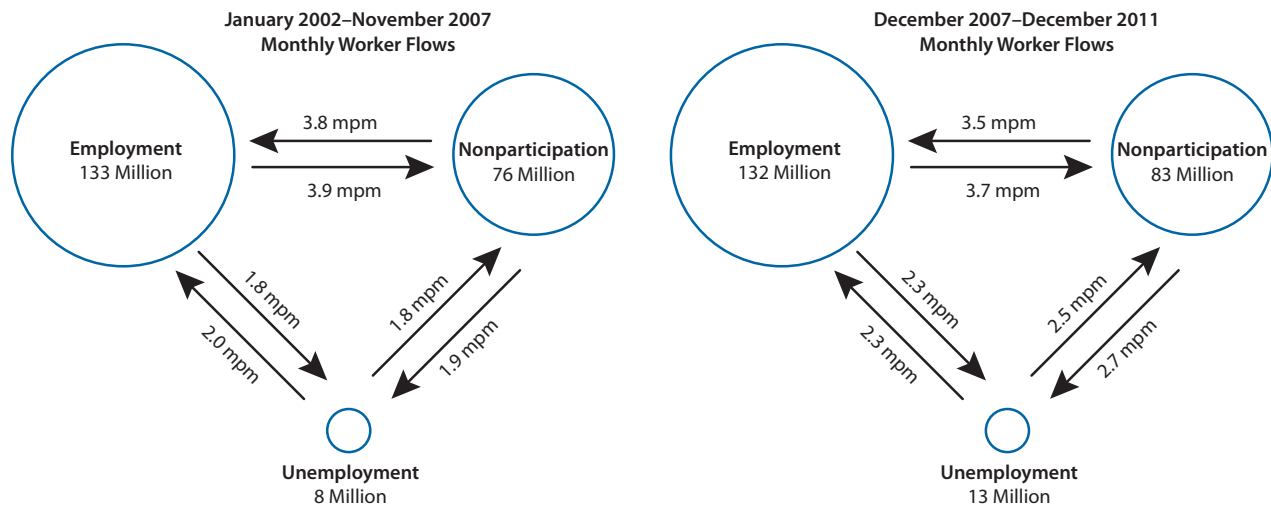 January 2002–November 2007
Monthly Worker Flows
Employment
133 Million
3.8 mpm
3.9 mpm
Nonparticipation
76 Million
1.8 mpm
2.0 mpm
1.8 mpm
1.9 mpm
Unemployment
8 Million
December 2007–December 2011
Monthly Worker Flows
Employment
132 Million
3.5 mpm
3.7 mpm
Nonparticipation
83 Million
2.3 mpm
2.3 mpm
2.5 mpm
2.7 mpm
Unemployment
13 Million